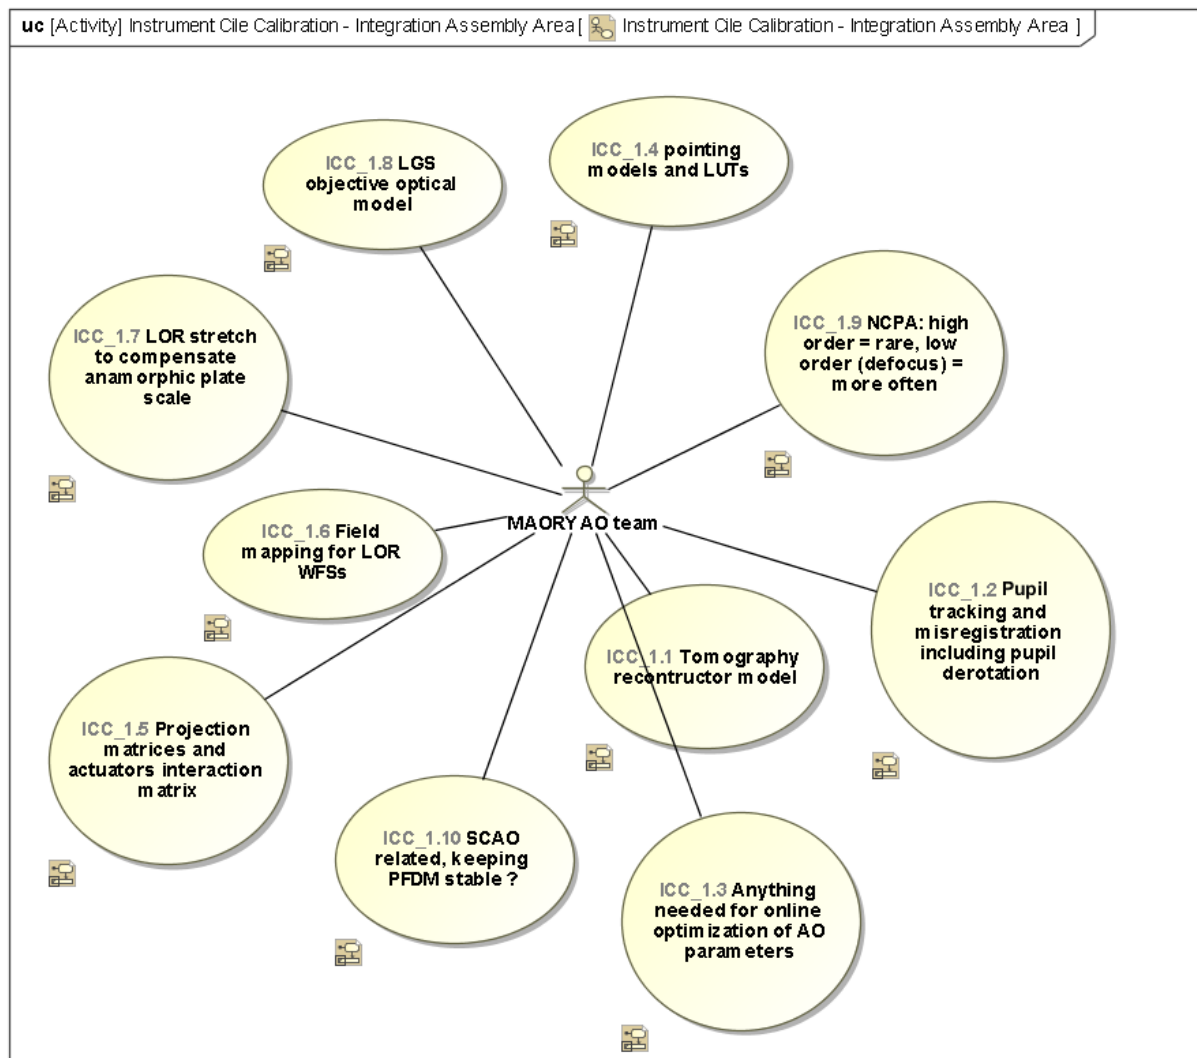 uc [Activity] Instrument Cile Calibration - Integration Assembly Area [ Instrument Cile Calibration - Integration Assembly Area ]
ICC_1.8 LGS
objective optical
model
ICC_1.4 pointing
models and LUTs
ICC_1.7 LOR stretch
to compensate
anamorphic plate
scale
ICC_1.9 NCPA: high
order = rare, low
order (defocus) =
more often
MAORY AO team
ICC_1.6 Field
mapping for LOR
WFSs
ICC_1.2 Pupil
tracking and
misregistration
including pupil
derotation
ICC_1.1 Tomography
recontructor model
ICC_1.5 Projection
matrices and
actuators interaction
matrix
ICC_1.10 SCAO
related, keeping
PFDM stable ?
ICC_1.3 Anything
needed for online
optimization of AO
parameters